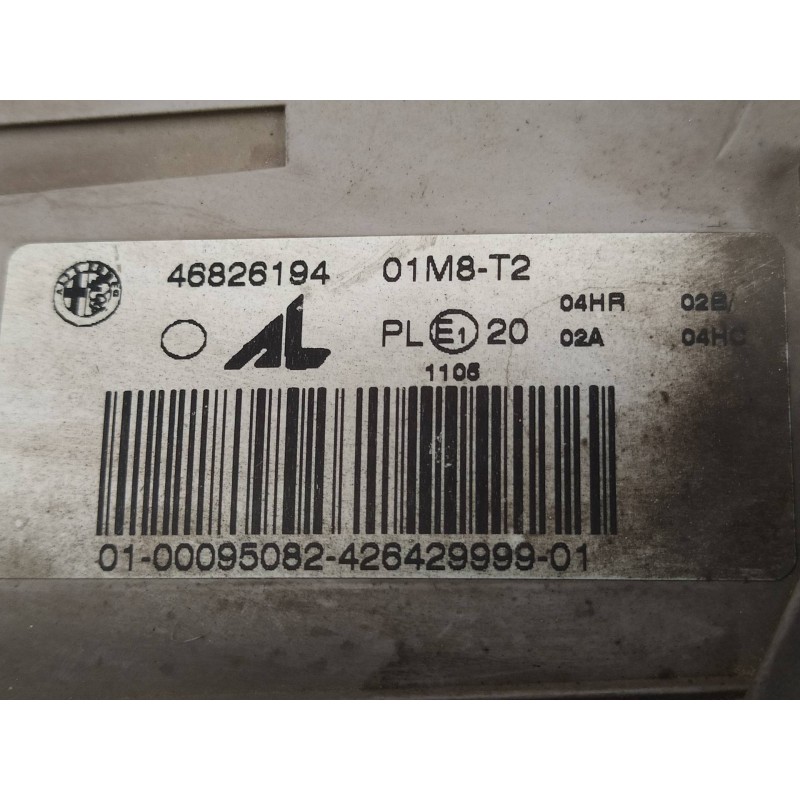 46826194 01M8-T2
04HR 02B/
AL PL E1 20 02A 04HC
1105
01-00095082-426429999-01